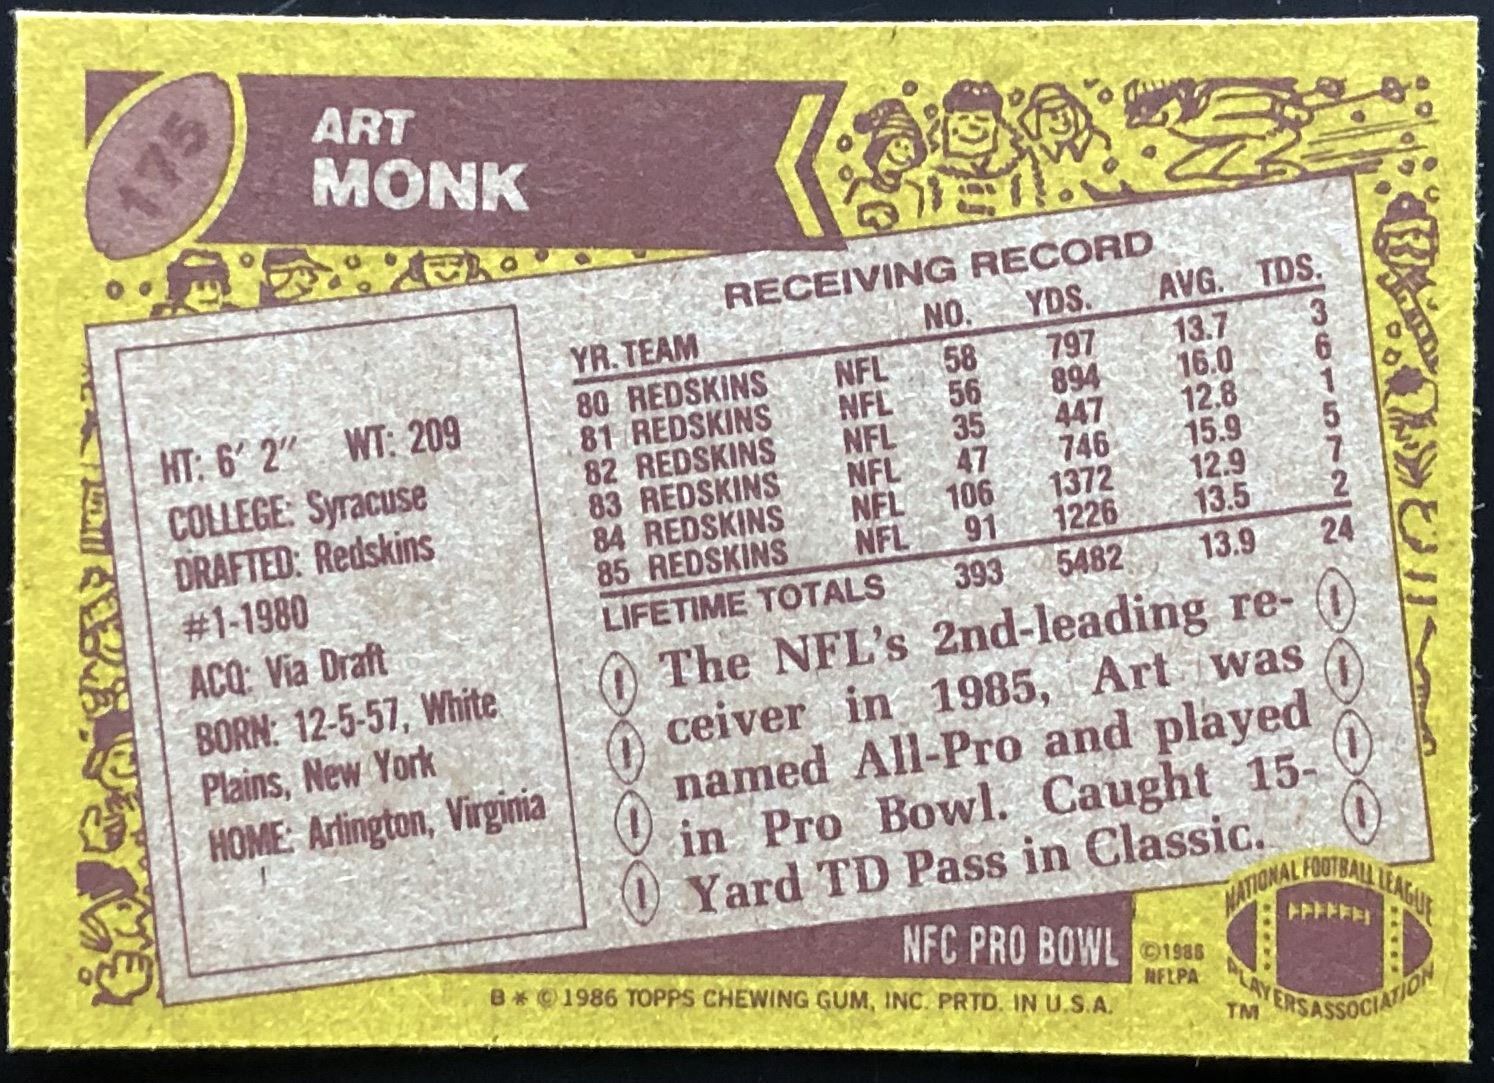 175
ART
MONK
RECEIVING RECORD
YR. TEAM NO. YDS. AVG. TDS.
80 REDSKINS NFL 58 797 13.7 3
81 REDSKINS NFL 56 894 16.0 6
82 REDSKINS NFL 35 447 12.8 1
83 REDSKINS NFL 47 746 15.9 5
84 REDSKINS NFL 106 1372 12.9 7
85 REDSKINS NFL 91 1226 13.5 2
LIFETIME TOTALS 393 5482 13.9 24
HT: 6' 2" WT: 209
COLLEGE: Syracuse
DRAFTED: Redskins
#1-1980
ACQ: Via Draft
BORN: 12-5-57, White
Plains, New York
HOME: Arlington, Virginia
The NFL's 2nd-leading re-
ceiver in 1985, Art was
named All-Pro and played
in Pro Bowl. Caught 15-
Yard TD Pass in Classic.
NFC PRO BOWL
©1986
NFLPA
NATIONAL FOOTBALL LEAGUE
PLAYERS ASSOCIATION
TM
B * © 1986 TOPPS CHEWING GUM, INC. PRTD. IN U.S.A.